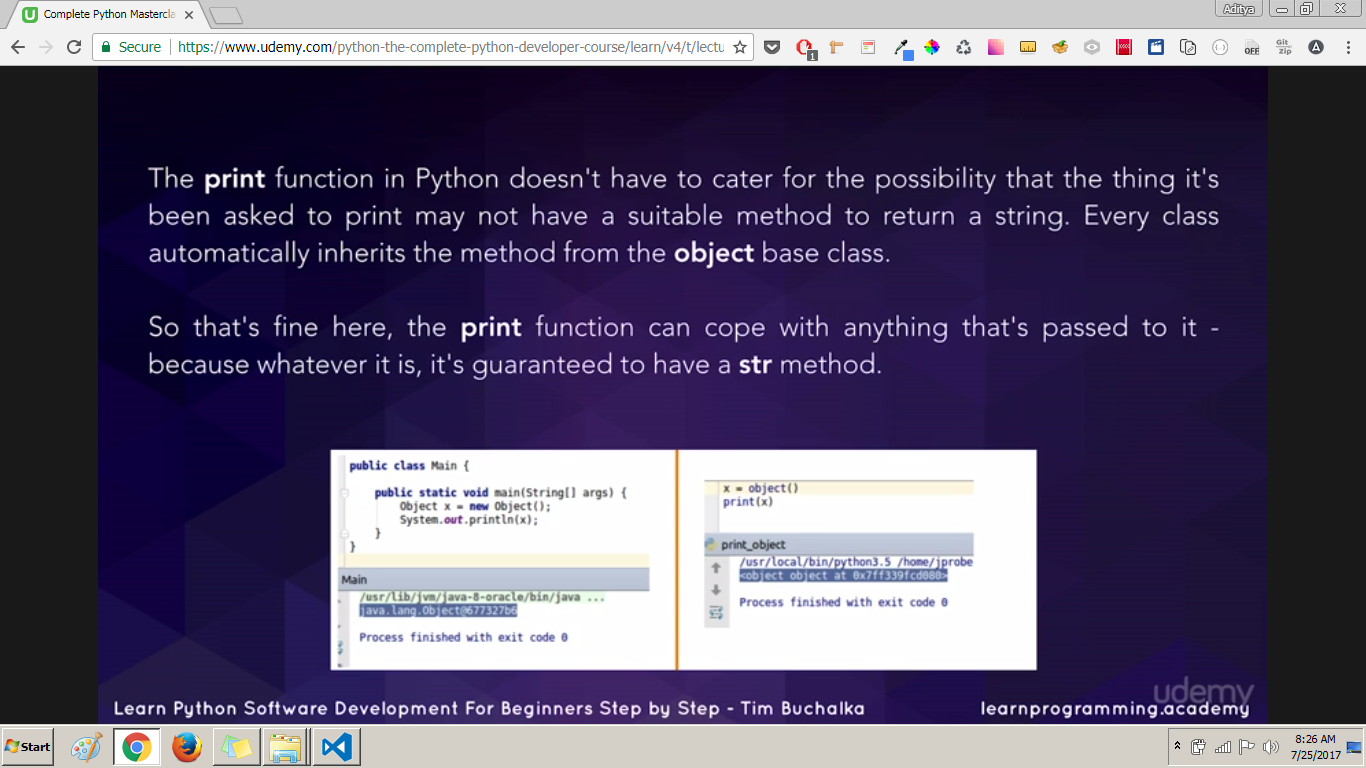 Complete Python Mastercla
Aditya
Secure
https://www.udemy.com/python-the-complete-python-developer-course/learn/v4/t/lectu
1
OFF
Git
Zip
A
The print function in Python doesn't have to cater for the possibility that the thing it's
been asked to print may not have a suitable method to return a string. Every class
automatically inherits the method from the object base class.
So that's fine here, the print function can cope with anything that's passed to it -
because whatever it is, it's guaranteed to have a str method.
public class Main {
public static void main(String[] args) {
Object x = new Object();
System.out.println(x);
}
}
Main
/usr/lib/jvm/java-8-oracle/bin/java ...
java.lang.Object@677327b6
Process finished with exit code 0
x = object()
print(x)
print_object
/usr/local/bin/python3.5 /home/jprobe
<object object at 0x7ff339fcd080>
Process finished with exit code 0
udemy
Learn Python Software Development For Beginners Step by Step - Tim Buchalka
learnprogramming.academy
Start
8:26 AM
7/25/2017